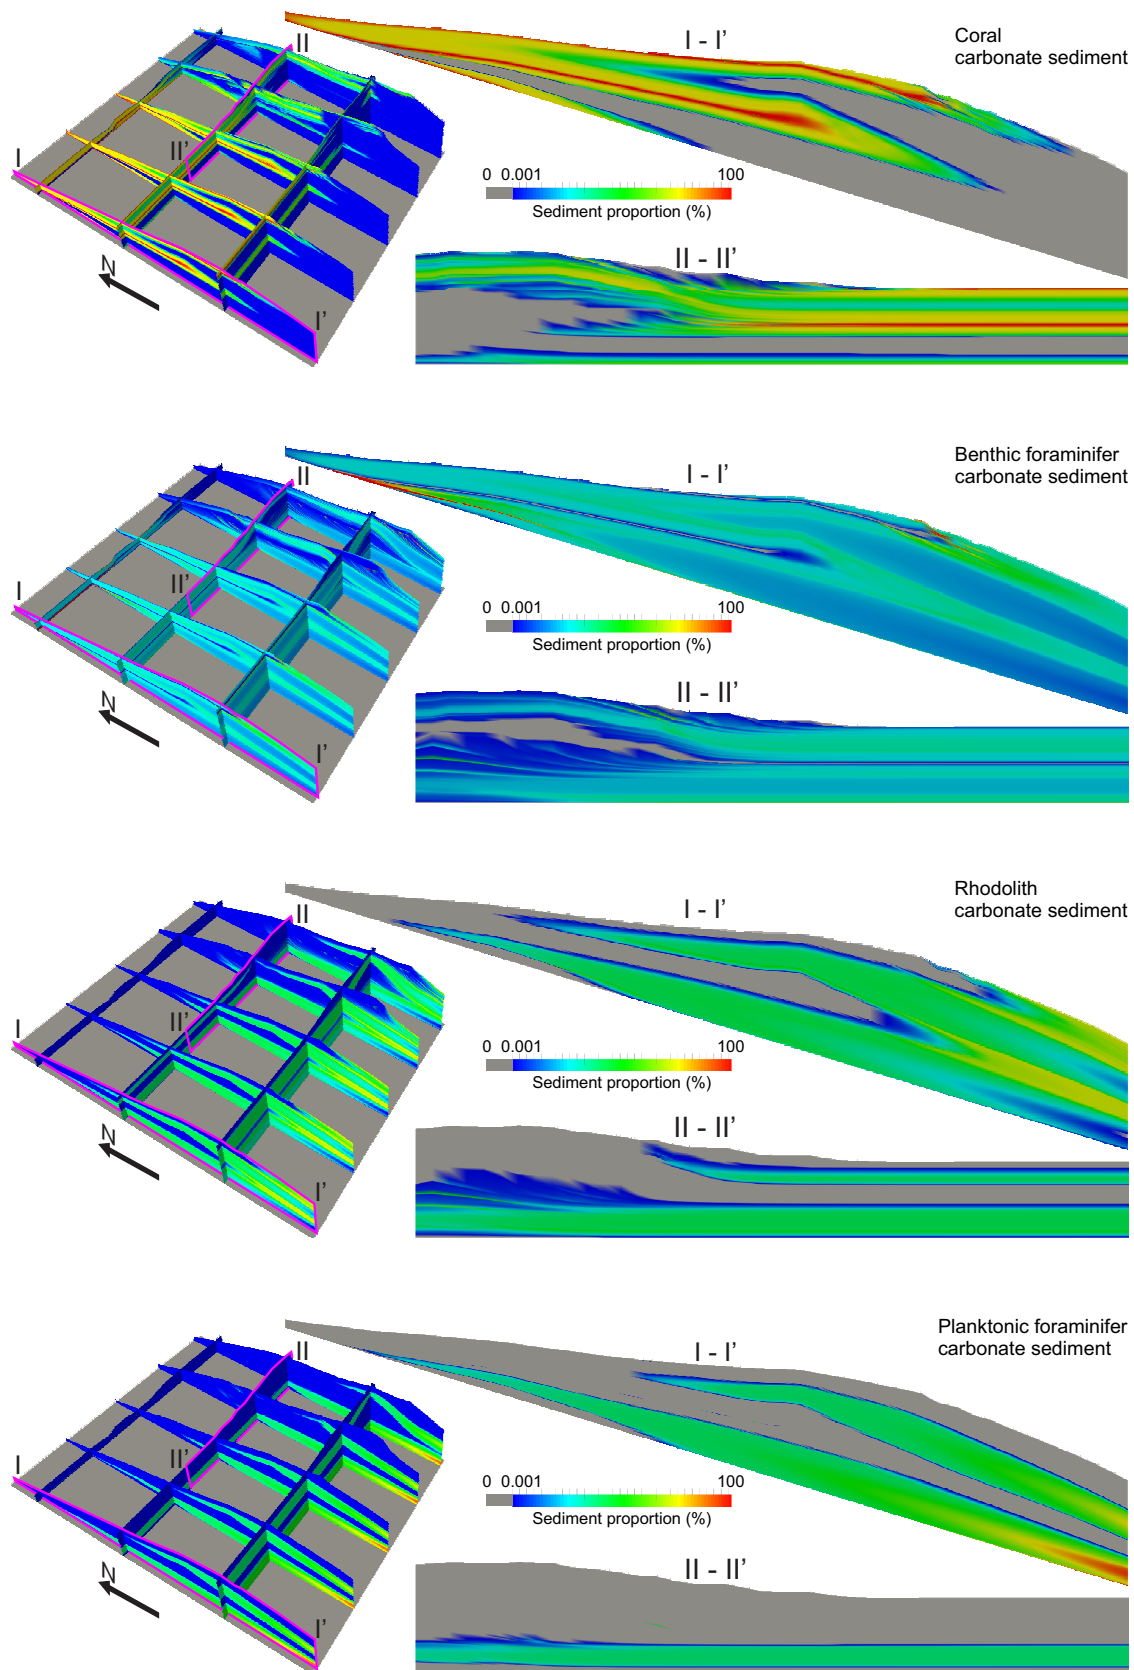 II
I - I’
Coral
carbonate sediment
II’
I
0 0.001 100
Sediment proportion (%)
II - II’
N
I’
Benthic foraminifer
carbonate sediment
I - I’
II
II’
I
0 0.001 100
Sediment proportion (%)
II - II’
N
I’
Rhodolith
carbonate sediment
I - I’
II
II’
I
0 0.001 100
Sediment proportion (%)
II - II’
N
I’
Planktonic foraminifer
carbonate sediment
I - I’
II
II’
I
0 0.001 100
Sediment proportion (%)
II - II’
N
I’